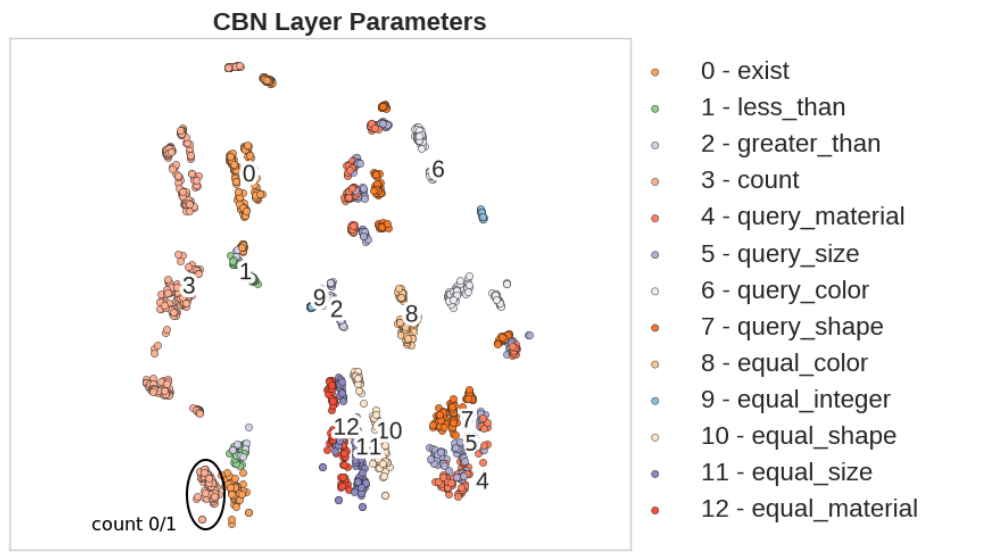 CBN Layer Parameters
0
1
3
6
9
2
8
12
10
11
7
5
4
count 0/1
0 - exist
1 - less_than
2 - greater_than
3 - count
4 - query_material
5 - query_size
6 - query_color
7 - query_shape
8 - equal_color
9 - equal_integer
10 - equal_shape
11 - equal_size
12 - equal_material